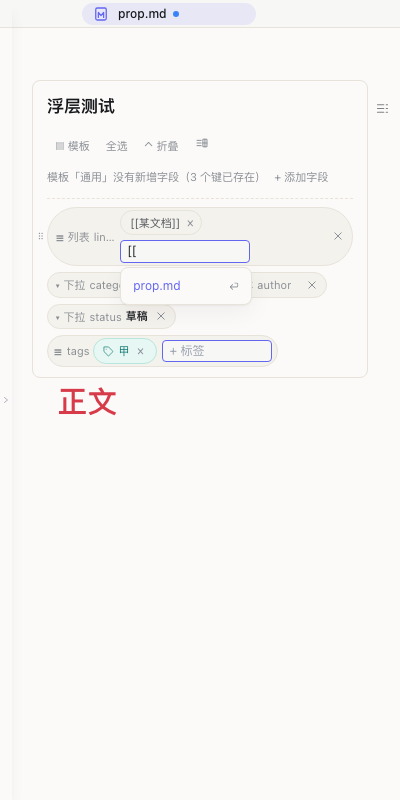 prop.md
浮层测试
模板 全选 折叠
模板「通用」没有新增字段（3 个键已存在） + 添加字段
[[某文档]] ×
列表 lin...
[[
下拉 categ author
prop.md
下拉 status 草稿
tags 甲 × + 标签
正文